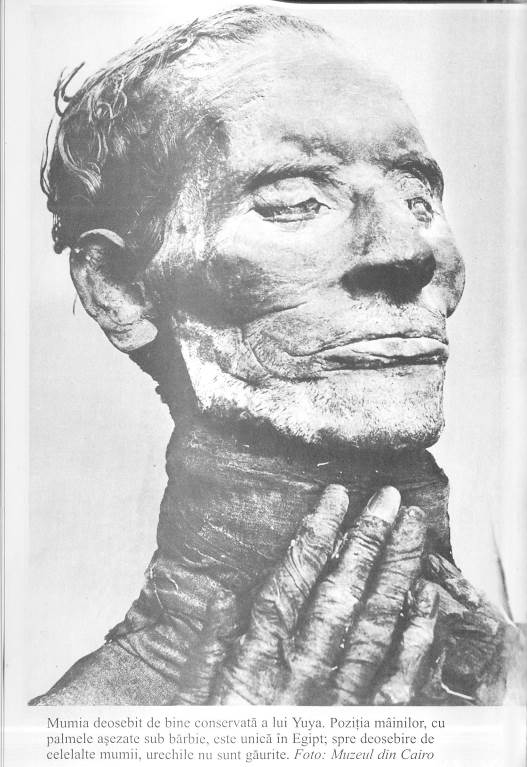 Mumia deosebit de bine conservată a lui Yuya. Poziția mâinilor, cu
palmele așezate sub bărbie, este unică în Egipt; spre deosebire de
celelalte mumii, urechile nu sunt găurite. Foto: Muzeul din Cairo